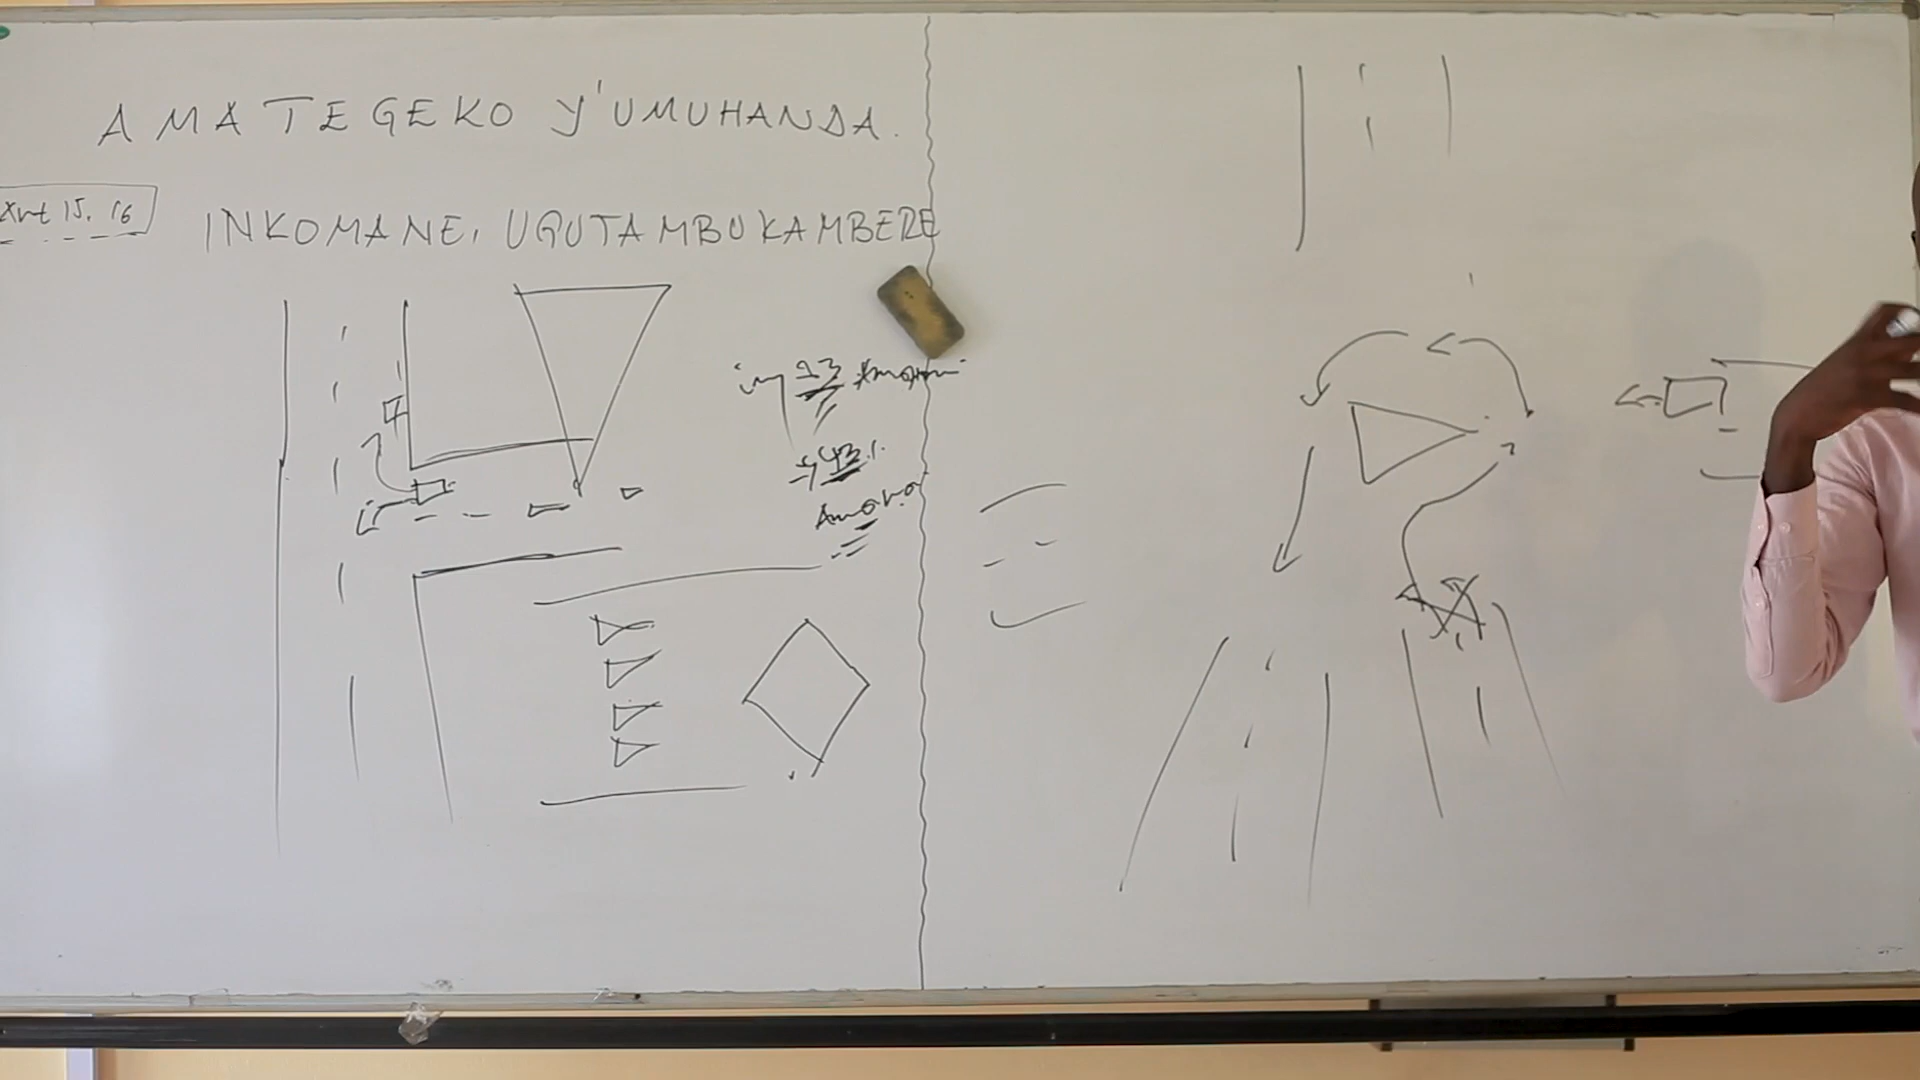 AMATEGEKO Y'UMUHANDA.
Art 15, 16
INKOMANE, UGUTAMBUKAMBERE